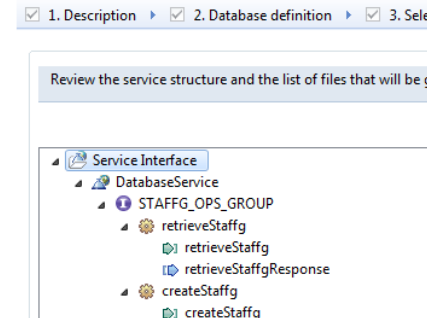 1. Description 2. Database definition 3. Sele
Review the service structure and the list of files that will be g
Service Interface
DatabaseService
STAFFG_OPS_GROUP
retrieveStaffg
retrieveStaffg
retrieveStaffgResponse
createStaffg
createStaffg